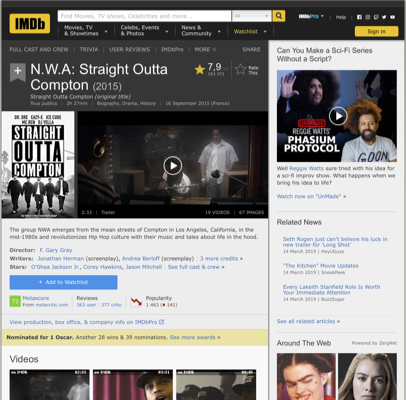 IMDb
Find Movies, TV shows, Celebrities and more...
All
IMDbPro
Help
Movies, TV
& Showtimes
Celebs, Events
& Photos
News &
Community
Watchlist
Sign in
FULL CAST AND CREW | TRIVIA | USER REVIEWS | IMDbPro | MORE
SHARE
N.W.A: Straight Outta
Compton (2015)
Straight Outta Compton (original title)
Tous publics | 2h 27min | Biography, Drama, History | 16 September 2015 (France)
7,9
Rate
This
DR. DRE EAZY-E ICE CUBE
MC REN DJ YELLA
STRAIGHT
OUTTA
COMPTON
2:32 | Trailer
19 VIDEOS | 67 IMAGES
The group NWA emerges from the mean streets of Compton in Los Angeles, California, in the
mid-1980s and revolutionizes Hip Hop culture with their music and tales about life in the hood.
Director: F. Gary Gray
Writers: Jonathan Herman (screenplay), Andrea Berloff (screenplay) | 3 more credits »
Stars: O'Shea Jackson Jr., Corey Hawkins, Jason Mitchell | See full cast & crew »
+ Add to Watchlist
72
Metascore
From metacritic.com
Reviews
363 user | 377 critic
Popularity
1 463 ( 141)
View production, box office, & company info on IMDbPro
Nominated for 1 Oscar. Another 28 wins & 39 nominations. See more awards »
Videos
Can You Make a Sci-Fi Series
Without a Script?
REGGIE WATTS'
PHASIUM
PROTOCOL
Well Reggie Watts sure tried with his idea for
a sci-fi improv show. What happens when we
bring his idea to life?
Watch now on "UnMade" »
Related News
Seth Rogen just can't believe his luck in
new trailer for 'Long Shot'
14 March 2019 | HeyUGuys
"The Kitchen" Movie Updates
14 March 2019 | SneakPeek
Every Lakeith Stanfield Role Is Worth
Your Immediate Attention
14 March 2019 | BuzzSugar
See all related articles »
Around The Web
Powered by ZergNet